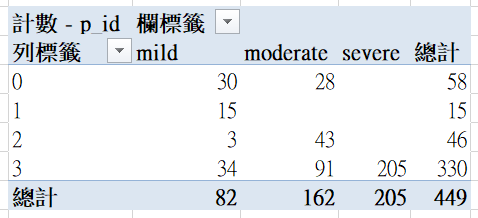 計數 - p_id 欄標籤
列標籤 mild moderate severe 總計
0 30 28 58
1 15 15
2 3 43 46
3 34 91 205 330
總計 82 162 205 449